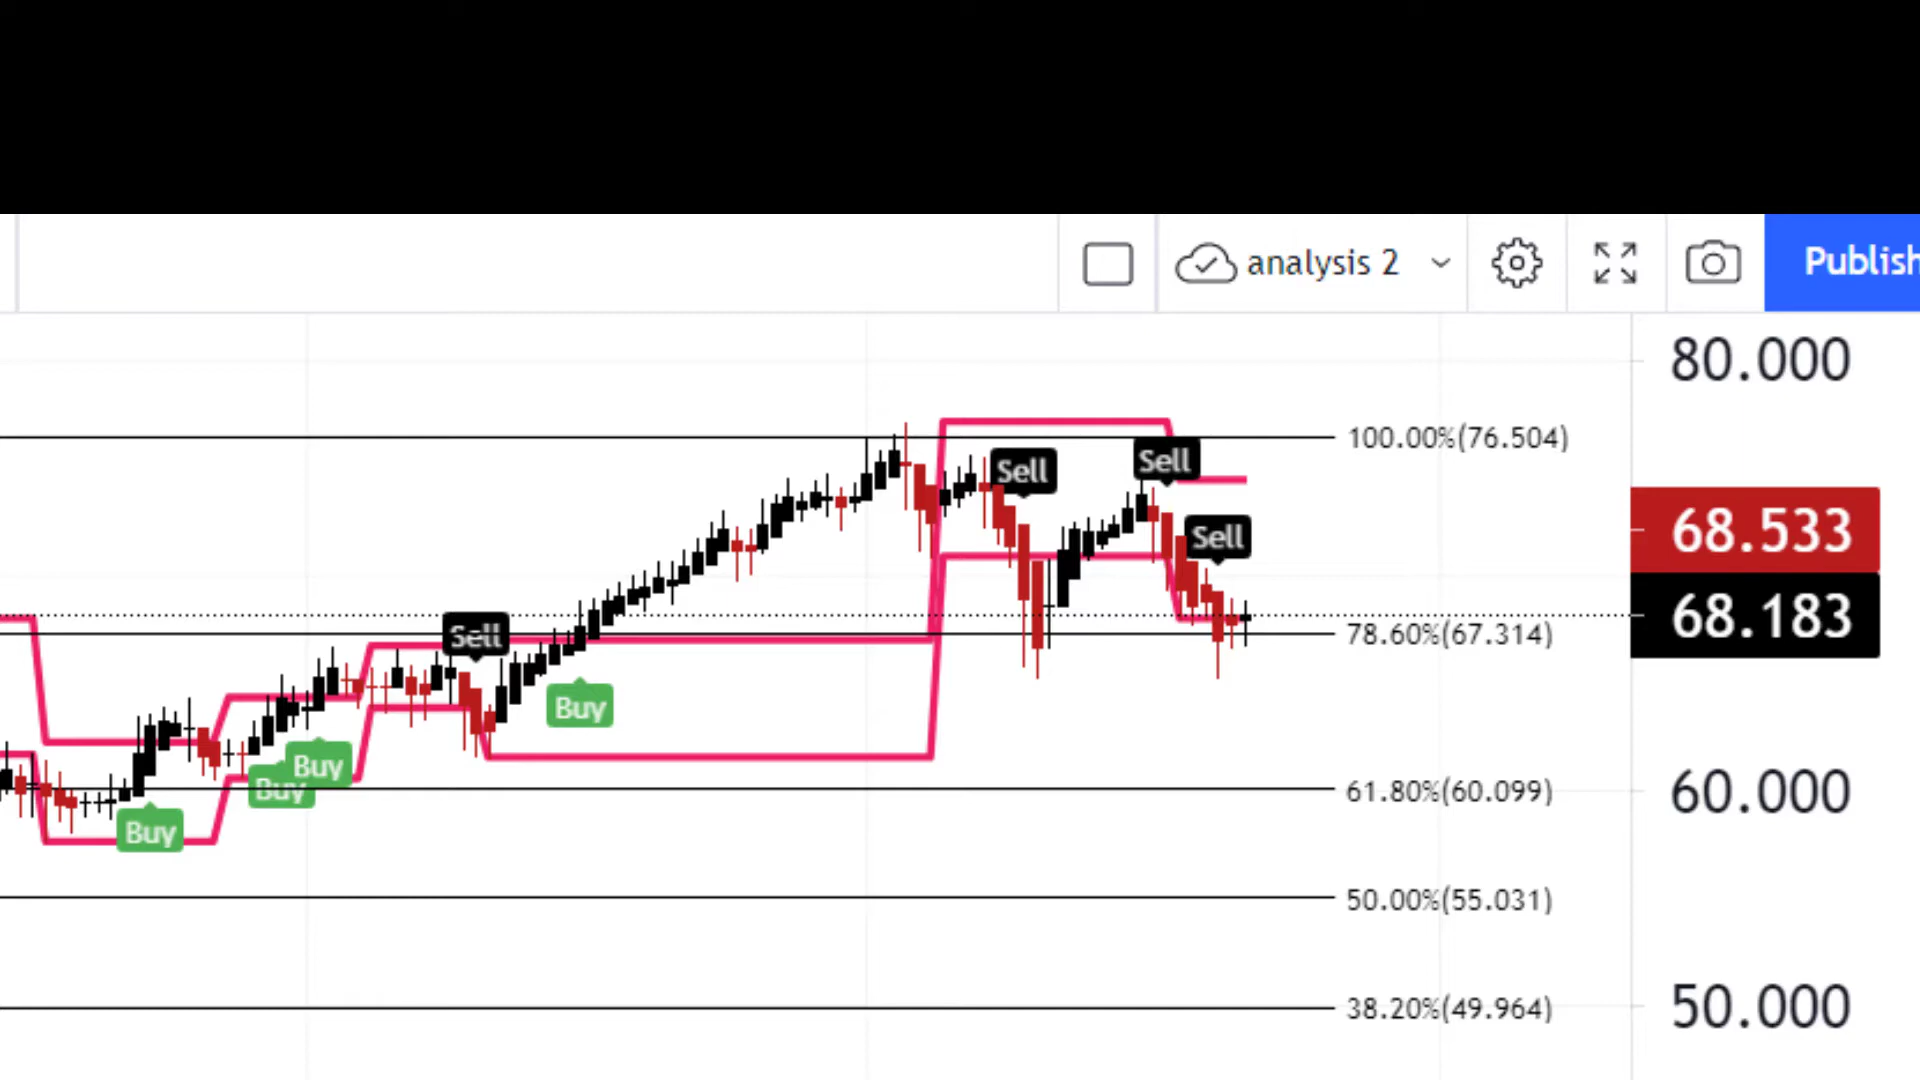 analysis 2
Publish
80.000
100.00%(76.504)
Sell
Sell
Sell
68.533
68.183
Sell
78.60%(67.314)
Buy
Buy
Buy
Buy
61.80%(60.099)
60.000
50.00%(55.031)
38.20%(49.964)
50.000